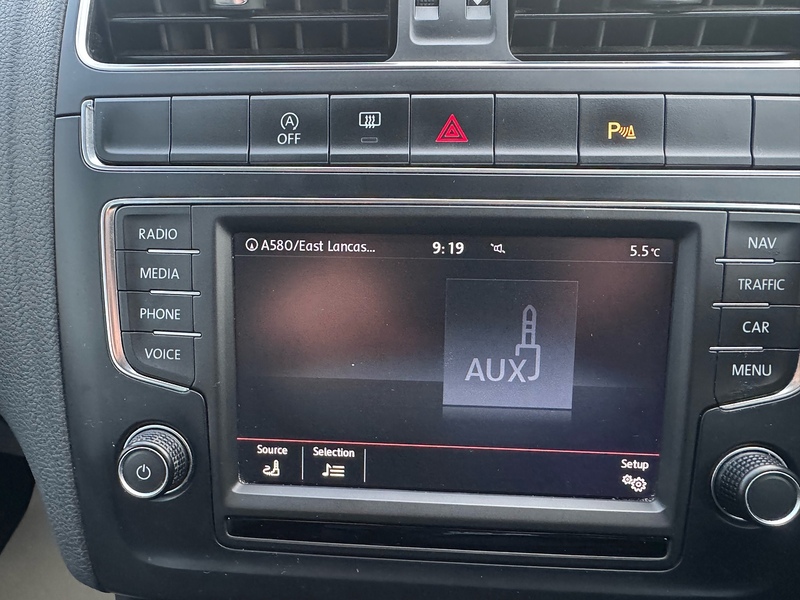 A
OFF
P
RADIO
MEDIA
PHONE
VOICE
A580/East Lancas...
9:19
5.5°C
AUX
Source
Selection
Setup
NAV
TRAFFIC
CAR
MENU